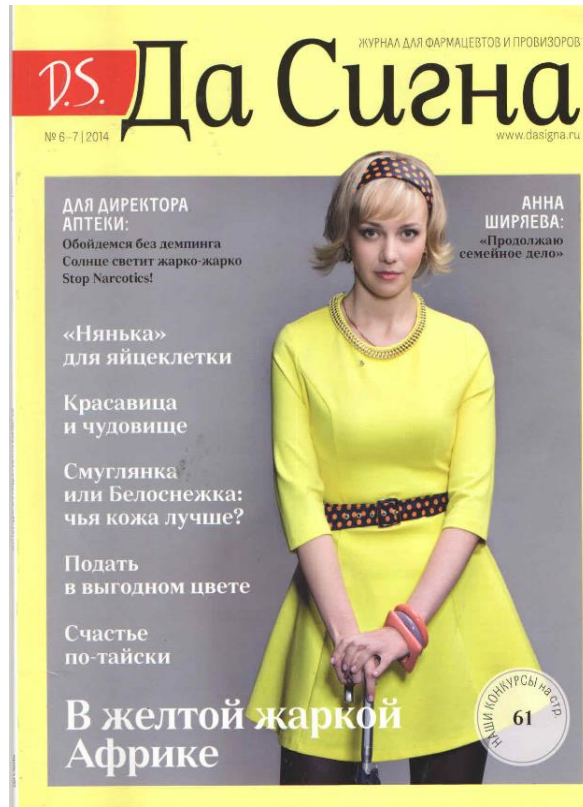 ЖУРНАЛ ДЛЯ ФАРМАЦЕВТОВ И ПРОВИЗОРОВ
D.S.
Да Сигна
№ 6–7 | 2014
www.dasigna.ru
ДЛЯ ДИРЕКТОРА
АПТЕКИ:
Обойдемся без демпинга
Солнце светит жарко-жарко
Stop Narcotics!
АННА
ШИРЯЕВА:
«Продолжаю
семейное дело»
«Нянька»
для яйцеклетки
Красавица
и чудовище
Смуглянка
или Белоснежка:
чья кожа лучше?
Подать
в выгодном цвете
Счастье
по-тайски
В желтой жаркой
Африке
НАШИ КОНКУРСЫ на стр.
61